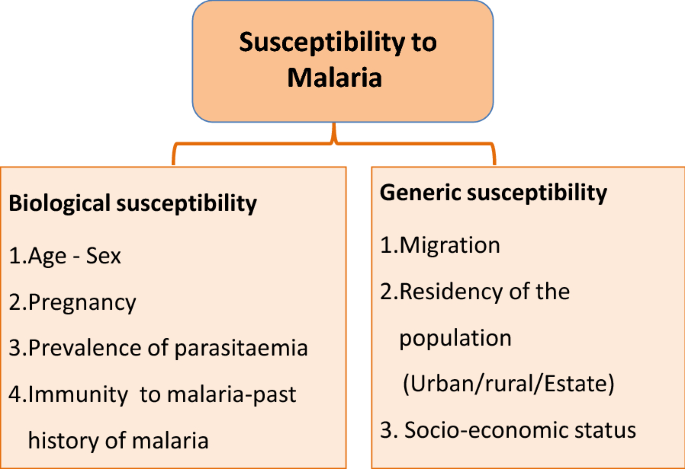 Susceptibility to
Malaria
Biological susceptibility
1.Age - Sex
2.Pregnancy
3.Prevalence of parasitaemia
4.Immunity to malaria-past
history of malaria
Generic susceptibility
1.Migration
2.Residency of the
population
(Urban/rural/Estate)
3. Socio-economic status